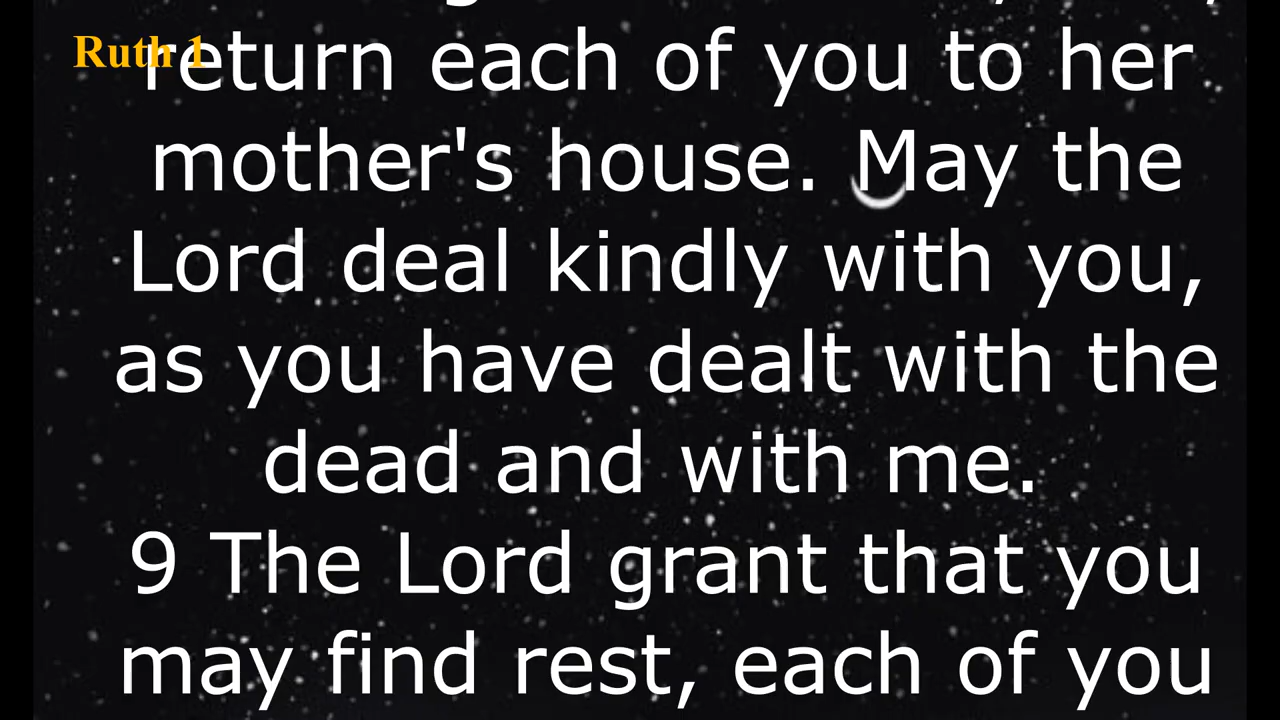 Ruth 1
return each of you to her
mother's house. May the
Lord deal kindly with you,
as you have dealt with the
dead and with me.
9 The Lord grant that you
may find rest, each of you